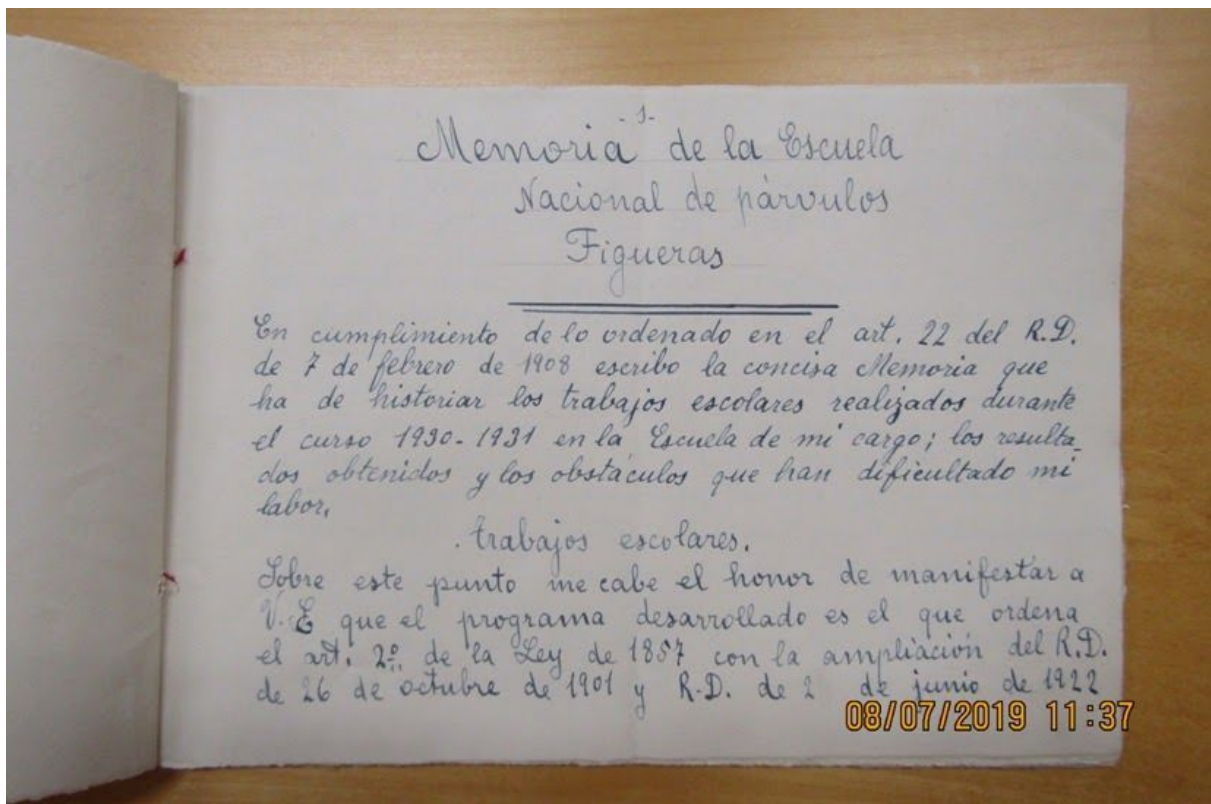 - 1 -
Memoria de la Escuela
Nacional de párvulos
Figueras
En cumplimiento de lo ordenado en el art. 22 del R.D.
de 7 de febrero de 1908 escribo la concisa Memoria que
ha de historiar los trabajos escolares realizados durante
el curso 1930-1931 en la Escuela de mi cargo; los resulta-
dos obtenidos y los obstáculos que han dificultado mi
labor.
trabajos escolares.
Sobre este punto me cabe el honor de manifestar a
V.E que el programa desarrollado es el que ordena
el art. 2º de la Ley de 1857 con la ampliación del R.D.
de 26 de octubre de 1901 y R.D. de 2 de junio de 1922
08/07/2019 11:37